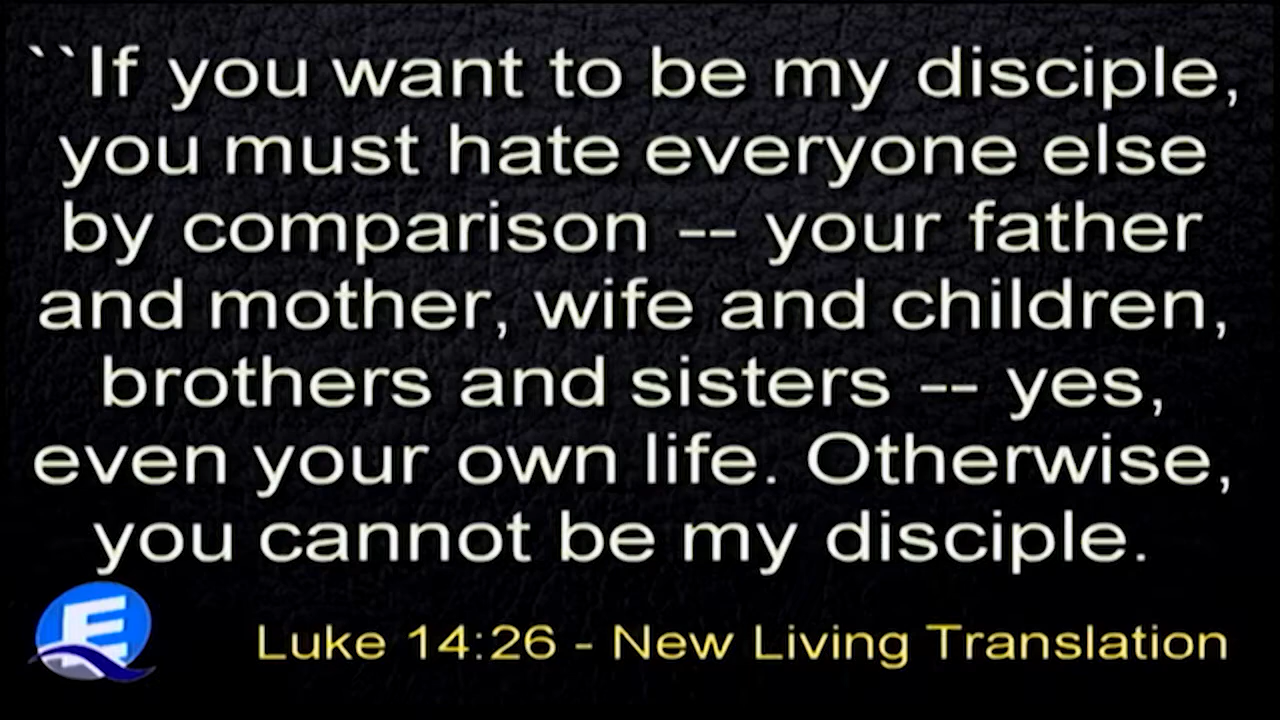 ``If you want to be my disciple,
you must hate everyone else
by comparison -- your father
and mother, wife and children,
brothers and sisters -- yes,
even your own life. Otherwise,
you cannot be my disciple.
E
Luke 14:26 - New Living Translation